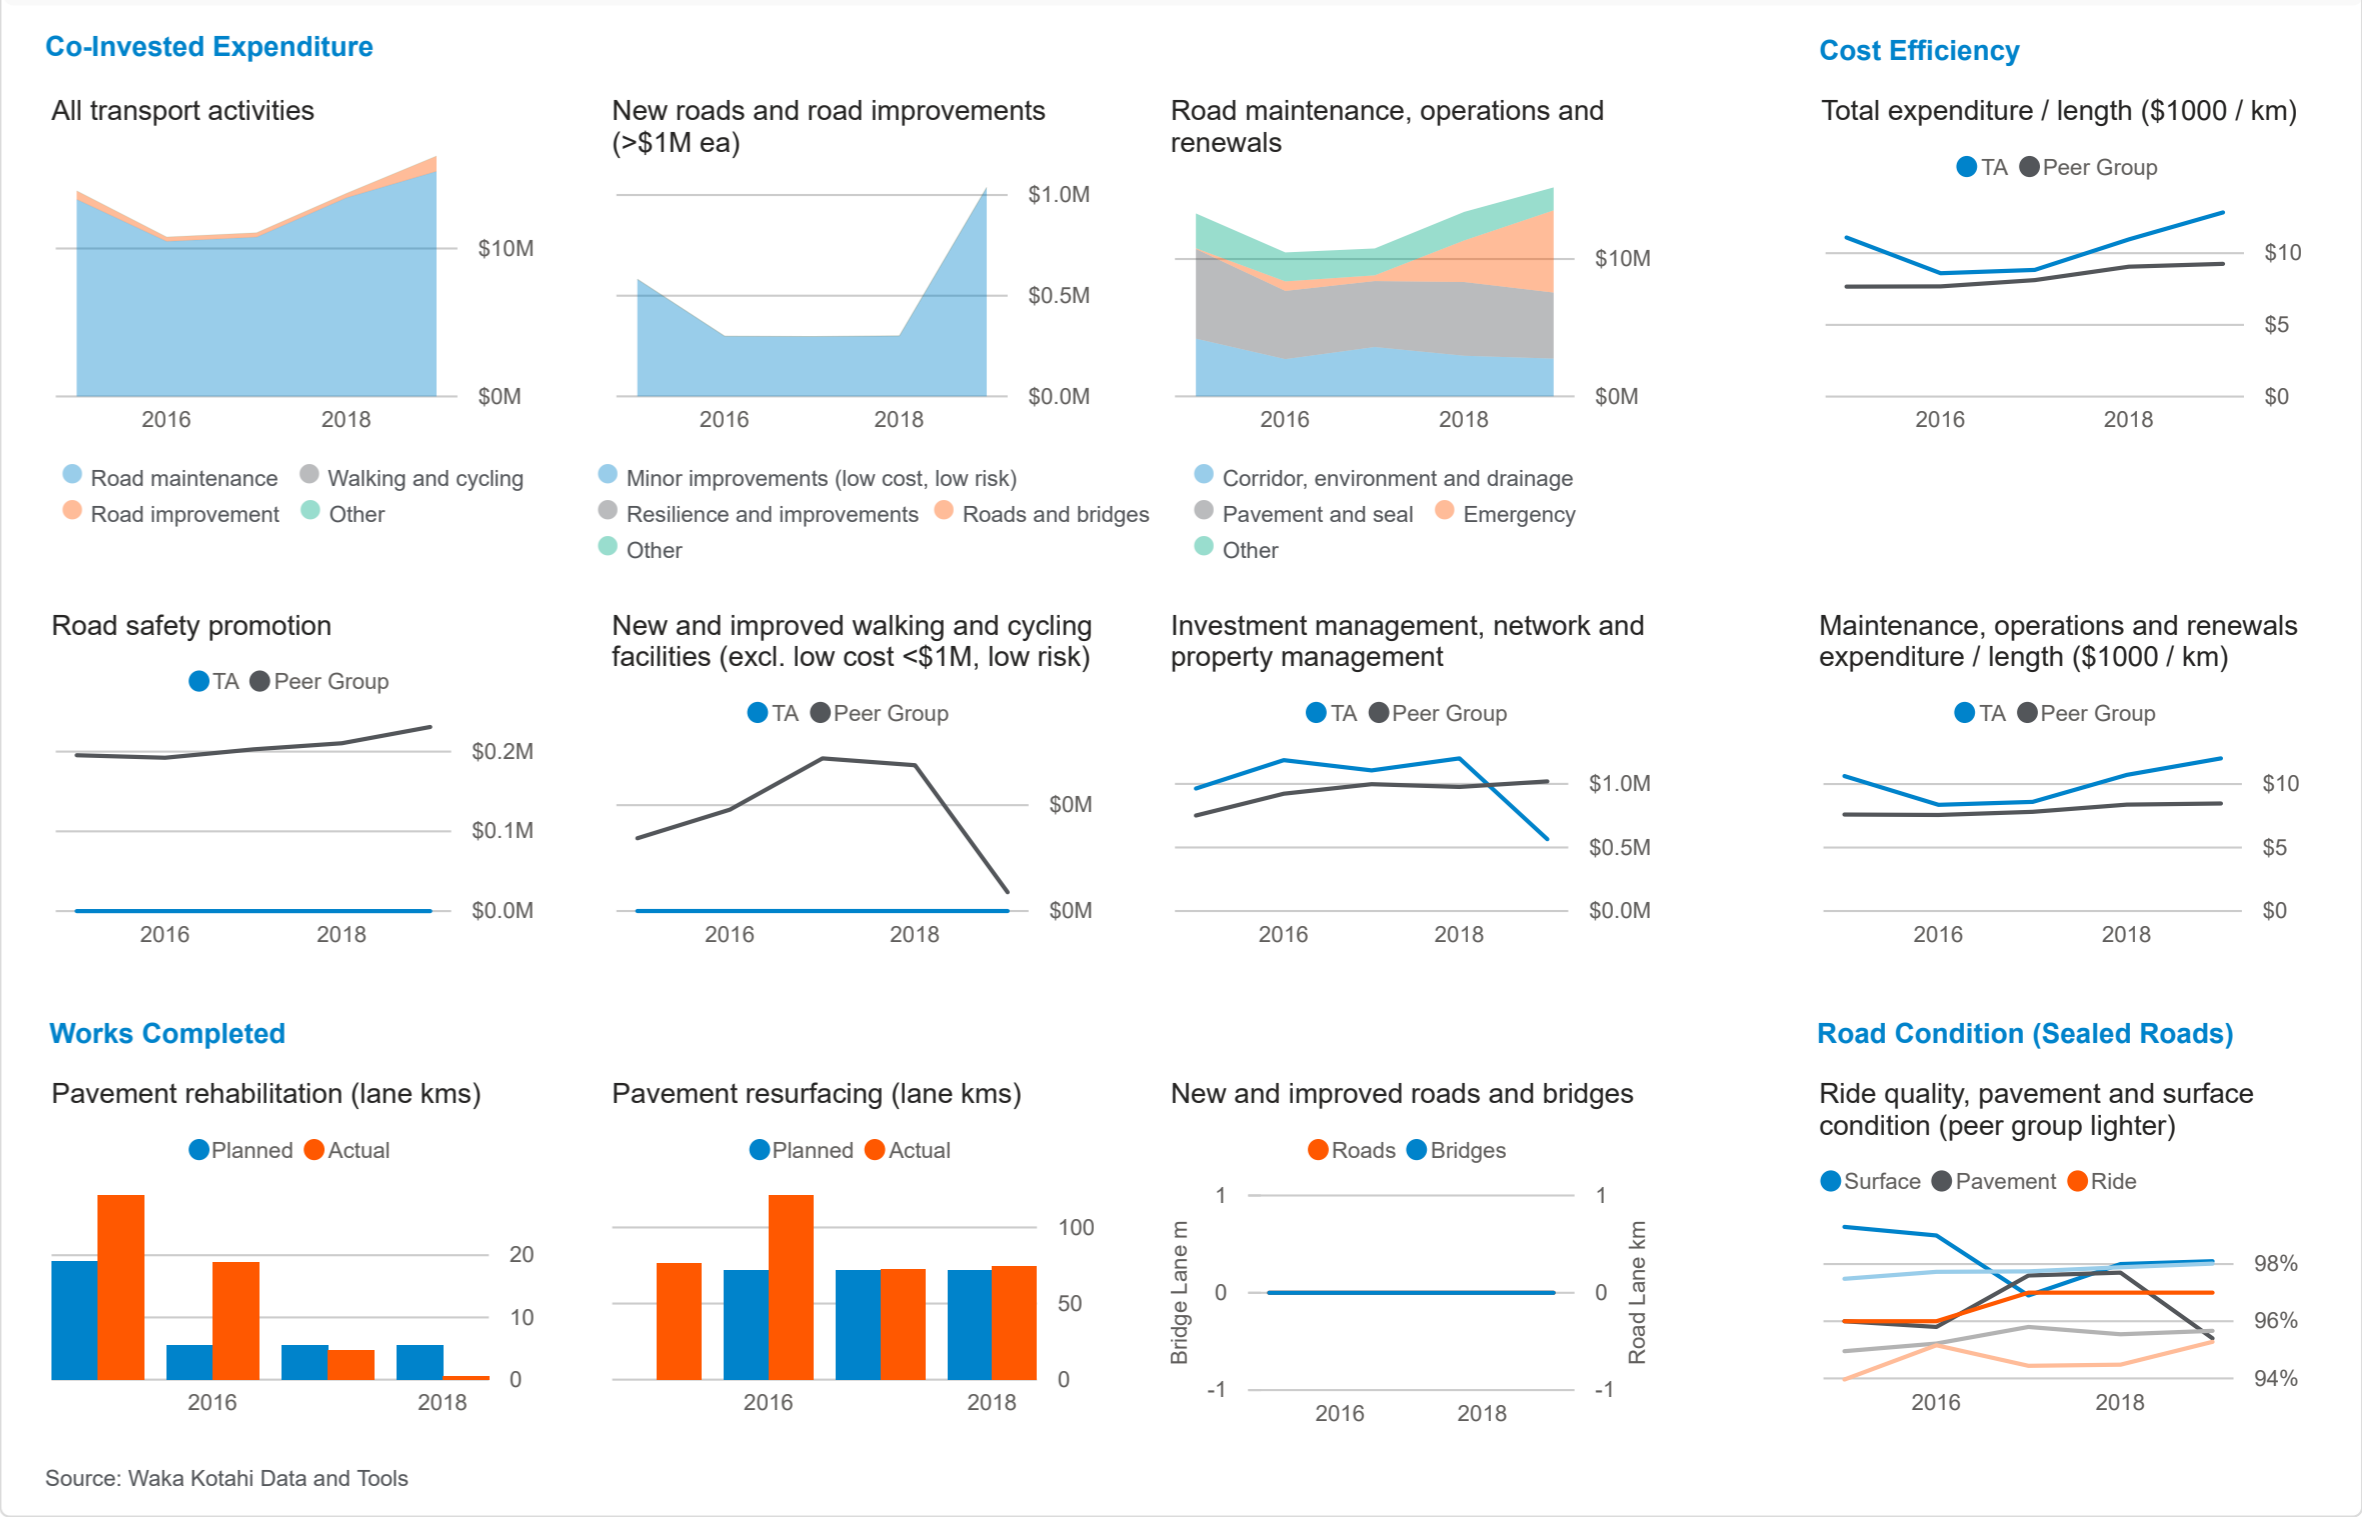 Co-Invested Expenditure
Cost Efficiency
All transport activities
$10M
$0M
2016 2018
Road maintenance Walking and cycling
Road improvement Other
New roads and road improvements
(>$1M ea)
$1.0M
$0.5M
$0.0M
2016 2018
Minor improvements (low cost, low risk)
Resilience and improvements Roads and bridges
Other
Road maintenance, operations and
renewals
$10M
$0M
2016 2018
Corridor, environment and drainage
Pavement and seal Emergency
Other
Total expenditure / length ($1000 / km)
TA Peer Group
$10
$5
$0
2016 2018
Road safety promotion
TA Peer Group
$0.2M
$0.1M
$0.0M
2016 2018
New and improved walking and cycling
facilities (excl. low cost <$1M, low risk)
TA Peer Group
$0M
$0M
2016 2018
Investment management, network and
property management
TA Peer Group
$1.0M
$0.5M
$0.0M
2016 2018
Maintenance, operations and renewals
expenditure / length ($1000 / km)
TA Peer Group
$10
$5
$0
2016 2018
Works Completed
Road Condition (Sealed Roads)
Pavement rehabilitation (lane kms)
Planned Actual
20
10
0
2016 2018
Pavement resurfacing (lane kms)
Planned Actual
100
50
0
2016 2018
New and improved roads and bridges
Roads Bridges
Bridge Lane m
1 1
0 0
-1 -1
Road Lane km
2016 2018
Ride quality, pavement and surface
condition (peer group lighter)
Surface Pavement Ride
98%
96%
94%
2016 2018
Source: Waka Kotahi Data and Tools